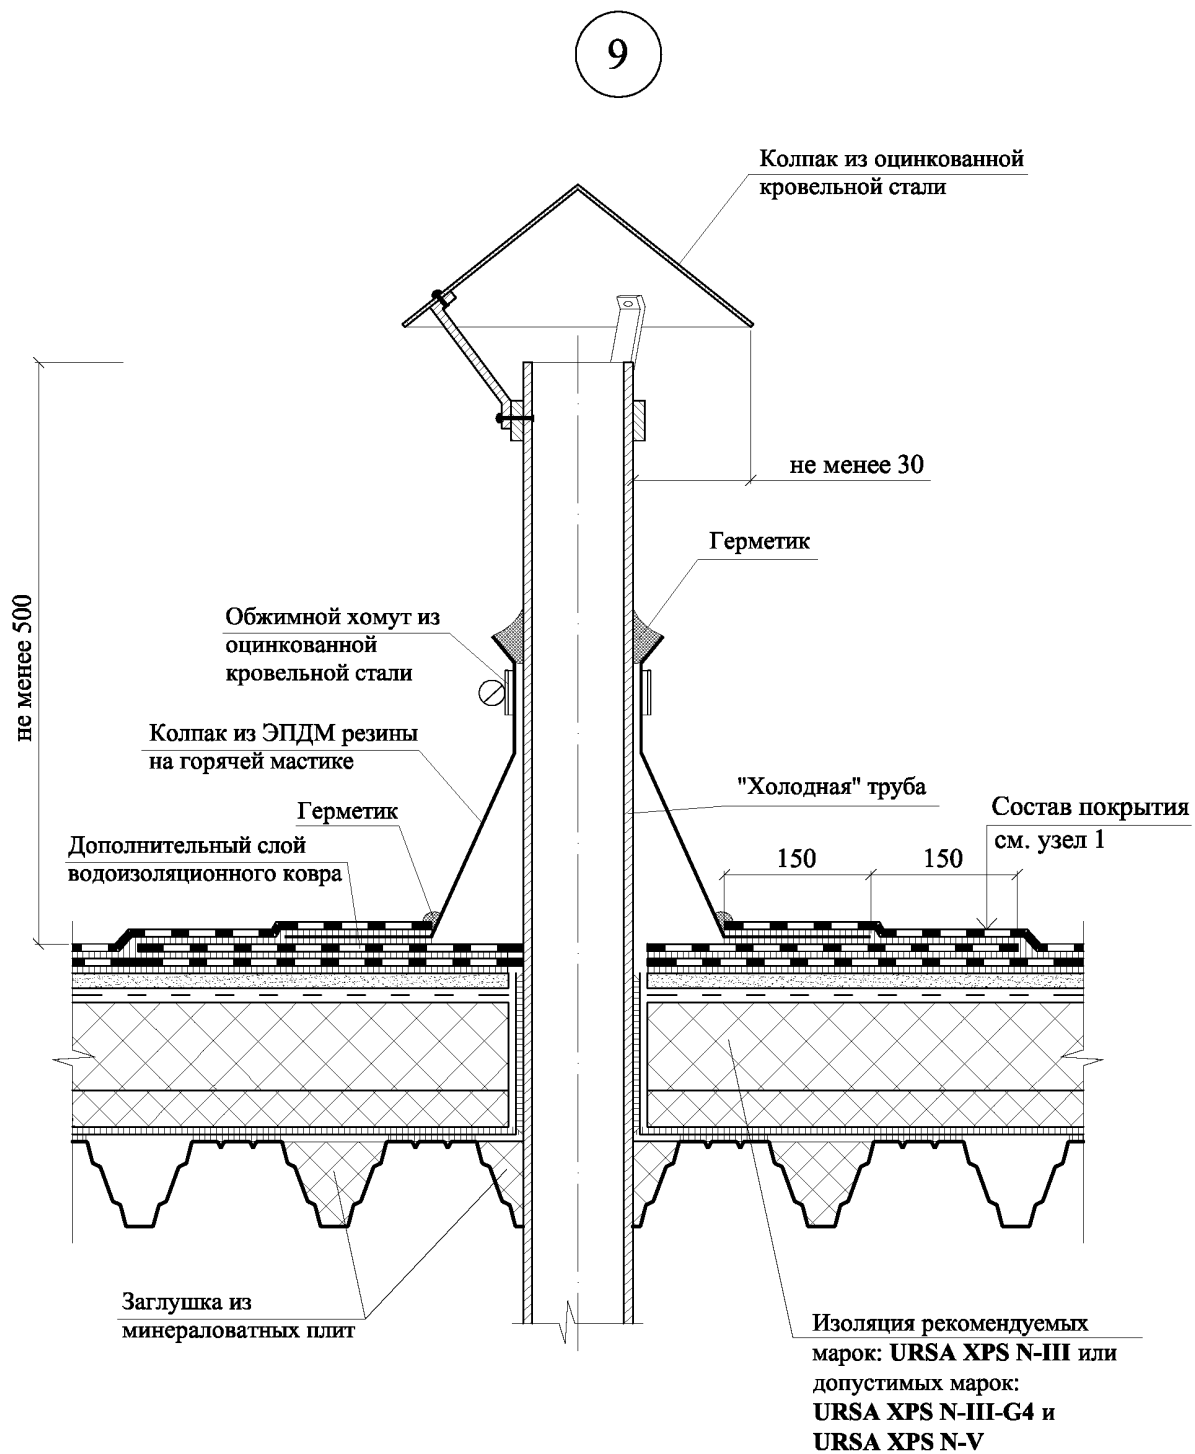 9
Колпак из оцинкованной
кровельной стали
не менее 30
Герметик
не менее 500
Обжимной хомут из
оцинкованной
кровельной стали
Колпак из ЭПДМ резины
на горячей мастике
"Холодная" труба
Герметик
Состав покрытия
см. узел 1
Дополнительный слой
водоизоляционного ковра
150
150
Заглушка из
минераловатных плит
Изоляция рекомендуемых
марок: URSA XPS N-III или
допустимых марок:
URSA XPS N-III-G4 и
URSA XPS N-V